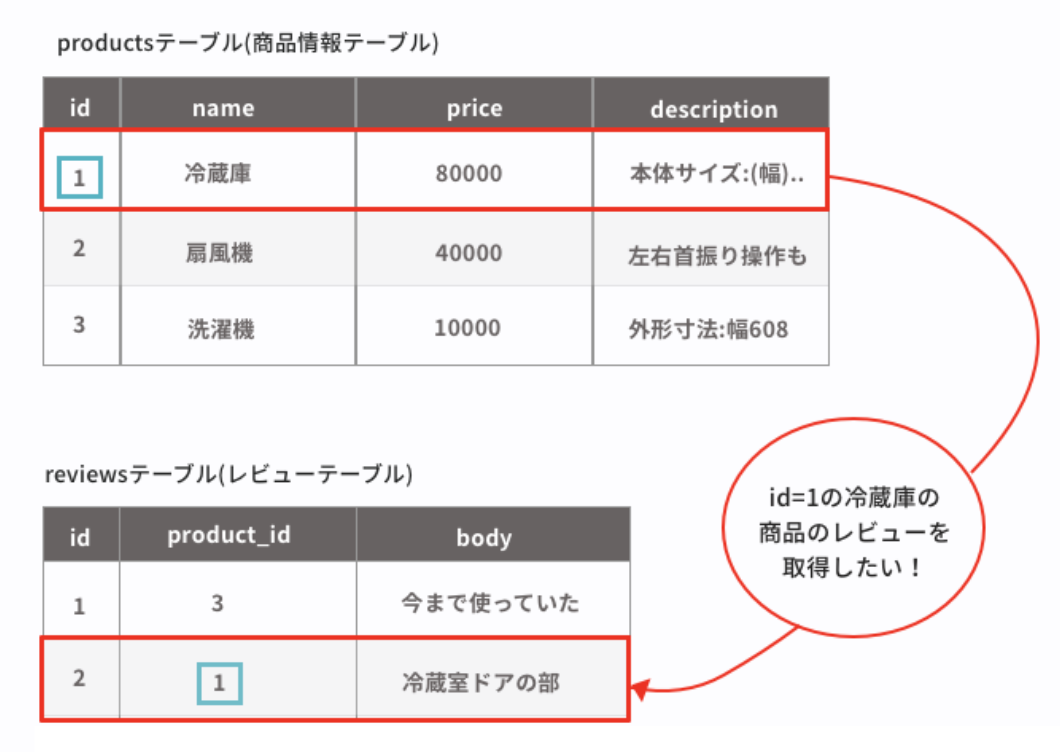 productsテーブル(商品情報テーブル)
id name price description
1 冷蔵庫 80000 本体サイズ:(幅)..
2 扇風機 40000 左右首振り操作も
3 洗濯機 10000 外形寸法:幅608
reviewsテーブル(レビューテーブル)
id product_id body
1 3 今まで使っていた
2 1 冷蔵室ドアの部
id=1の冷蔵庫の
商品のレビューを
取得したい！